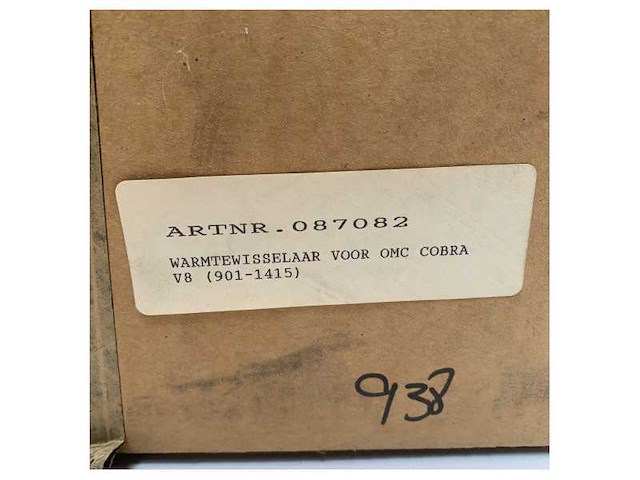 ARTNR.087082
WARMTEWISSELAAR VOOR OMC COBRA
V8 (901-1415)
938